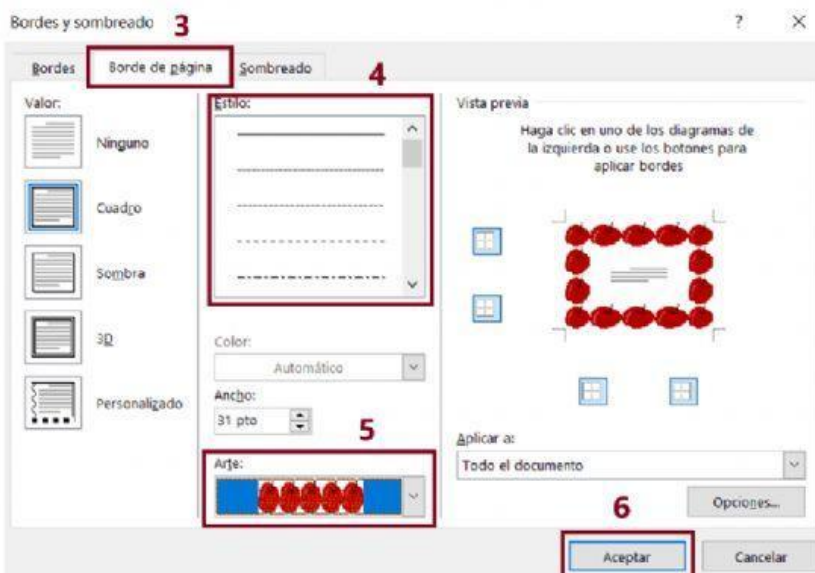 Bordes y sombreado
3
?
×
Bordes
Borde de página
Sombreado
4
Valor:
Ninguno
Cuadro
Sombra
3D
Personalizado
Estilo:
Color:
Automático
Ancho:
31 pto
5
Arte:
Vista previa
Haga clic en uno de los diagramas de
la izquierda o use los botones para
aplicar bordes
Aplicar a:
Todo el documento
Opciones...
6
Aceptar
Cancelar